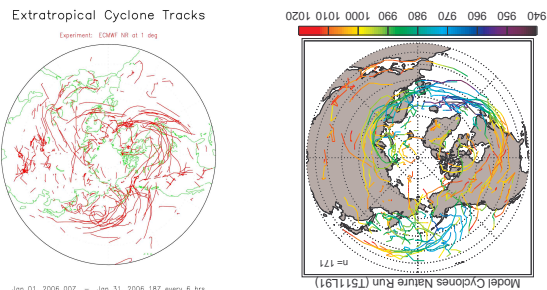 Extratropical Cyclone Tracks
Experiment: ECMWF NR at 1 deg
Jan 01 2006 00Z – Jan 31 2006 18Z every 6 hrs
1020 1010 1000 990 980 970 960 950 940
n=171
Model Cyclones Nature Run (T511L91)